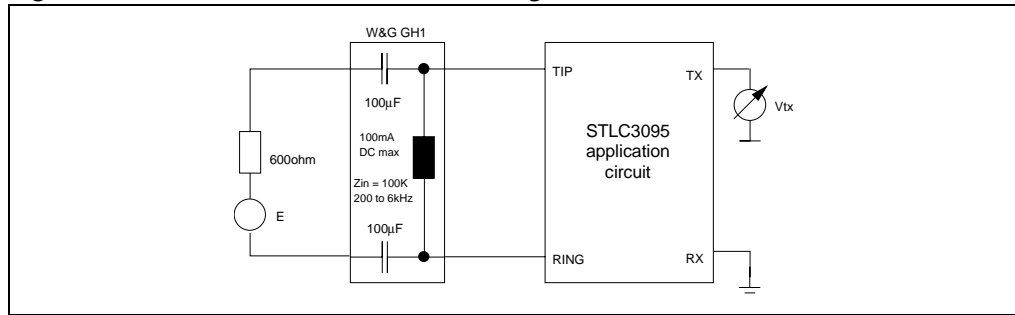 W&G GH1
TIP
TX
100μF
Vtx
100mA
DC max
STLC3095
application
circuit
600ohm
Zin = 100K
200 to 6kHz
E
100μF
RING
RX